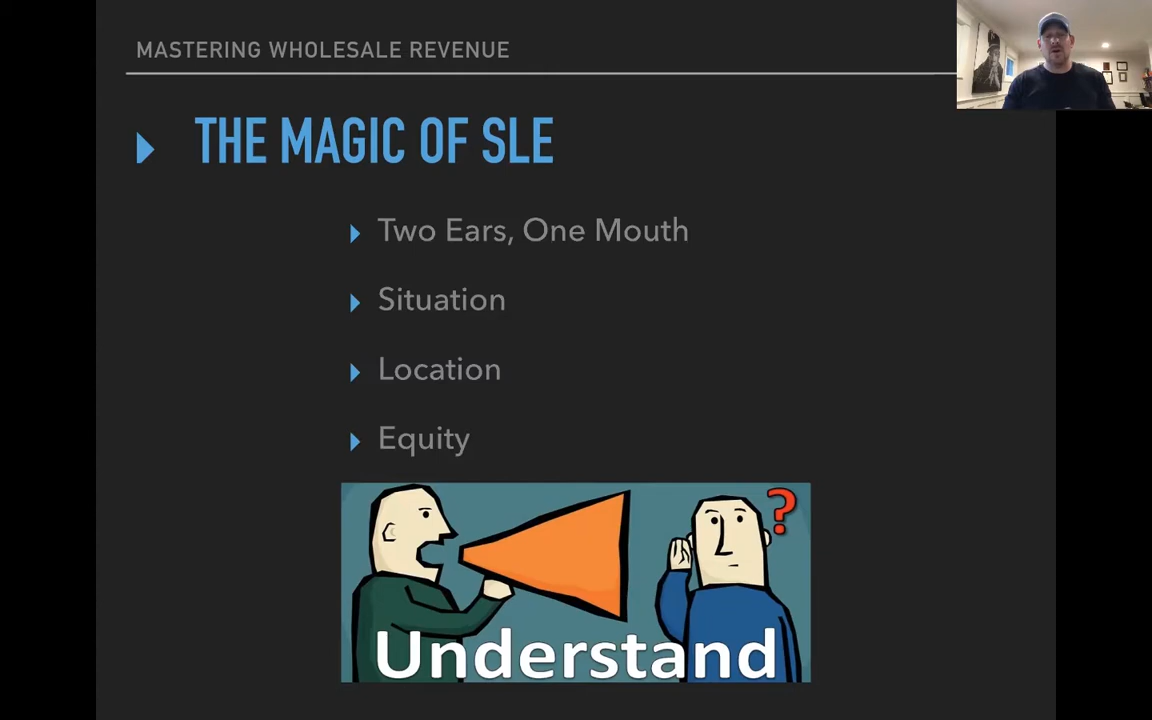 MASTERING WHOLESALE REVENUE
THE MAGIC OF SLE
Two Ears, One Mouth
Situation
Location
Equity
?
Understand